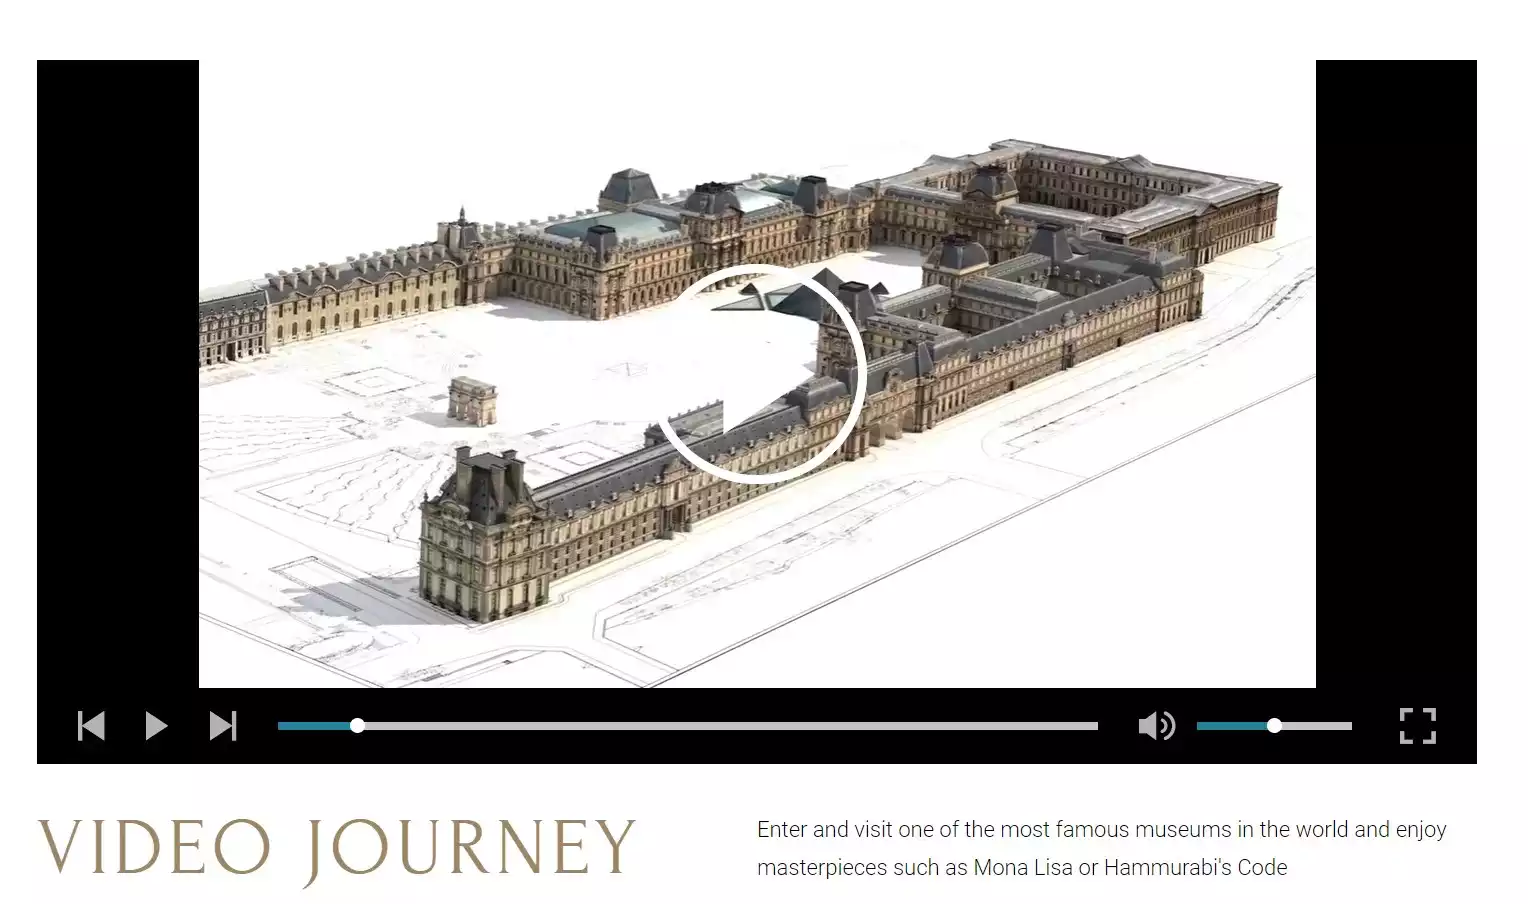 VIDEO JOURNEY
Enter and visit one of the most famous museums in the world and enjoy
masterpieces such as Mona Lisa or Hammurabi's Code